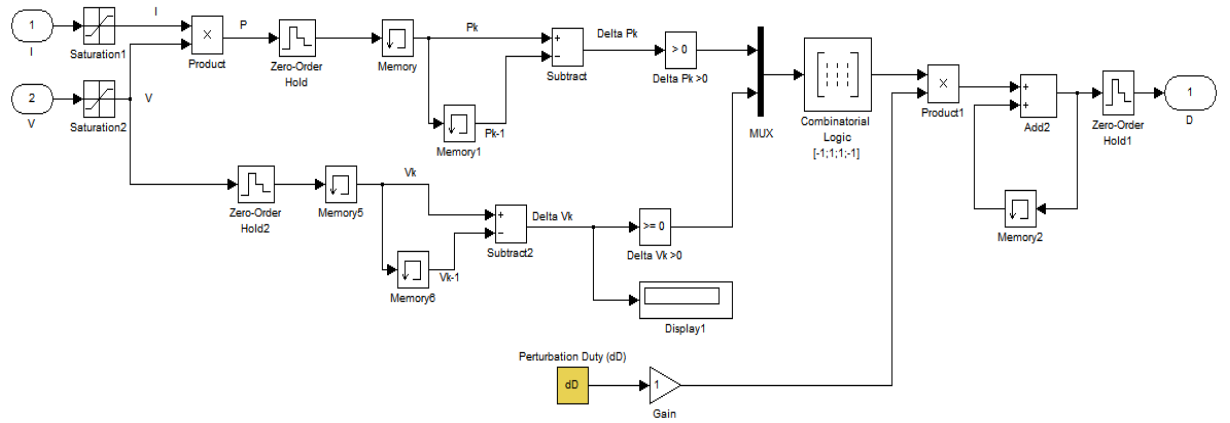 1
I
Saturation1
I
×
Product
P
Zero-Order
Hold
Memory
Pk
+
−
Subtract
Delta Pk
> 0
Delta Pk >0
MUX
Combinatorial
Logic
[-1;1;1;-1]
×
Product1
+
+
Add2
Zero-Order
Hold1
1
D
2
V
Saturation2
V
Memory1
Pk-1
Zero-Order
Hold2
Memory5
Vk
+
−
Subtract2
Delta Vk
>= 0
Delta Vk >0
Memory2
Memory6
Vk-1
Display1
Perturbation Duty (dD)
dD
1
Gain